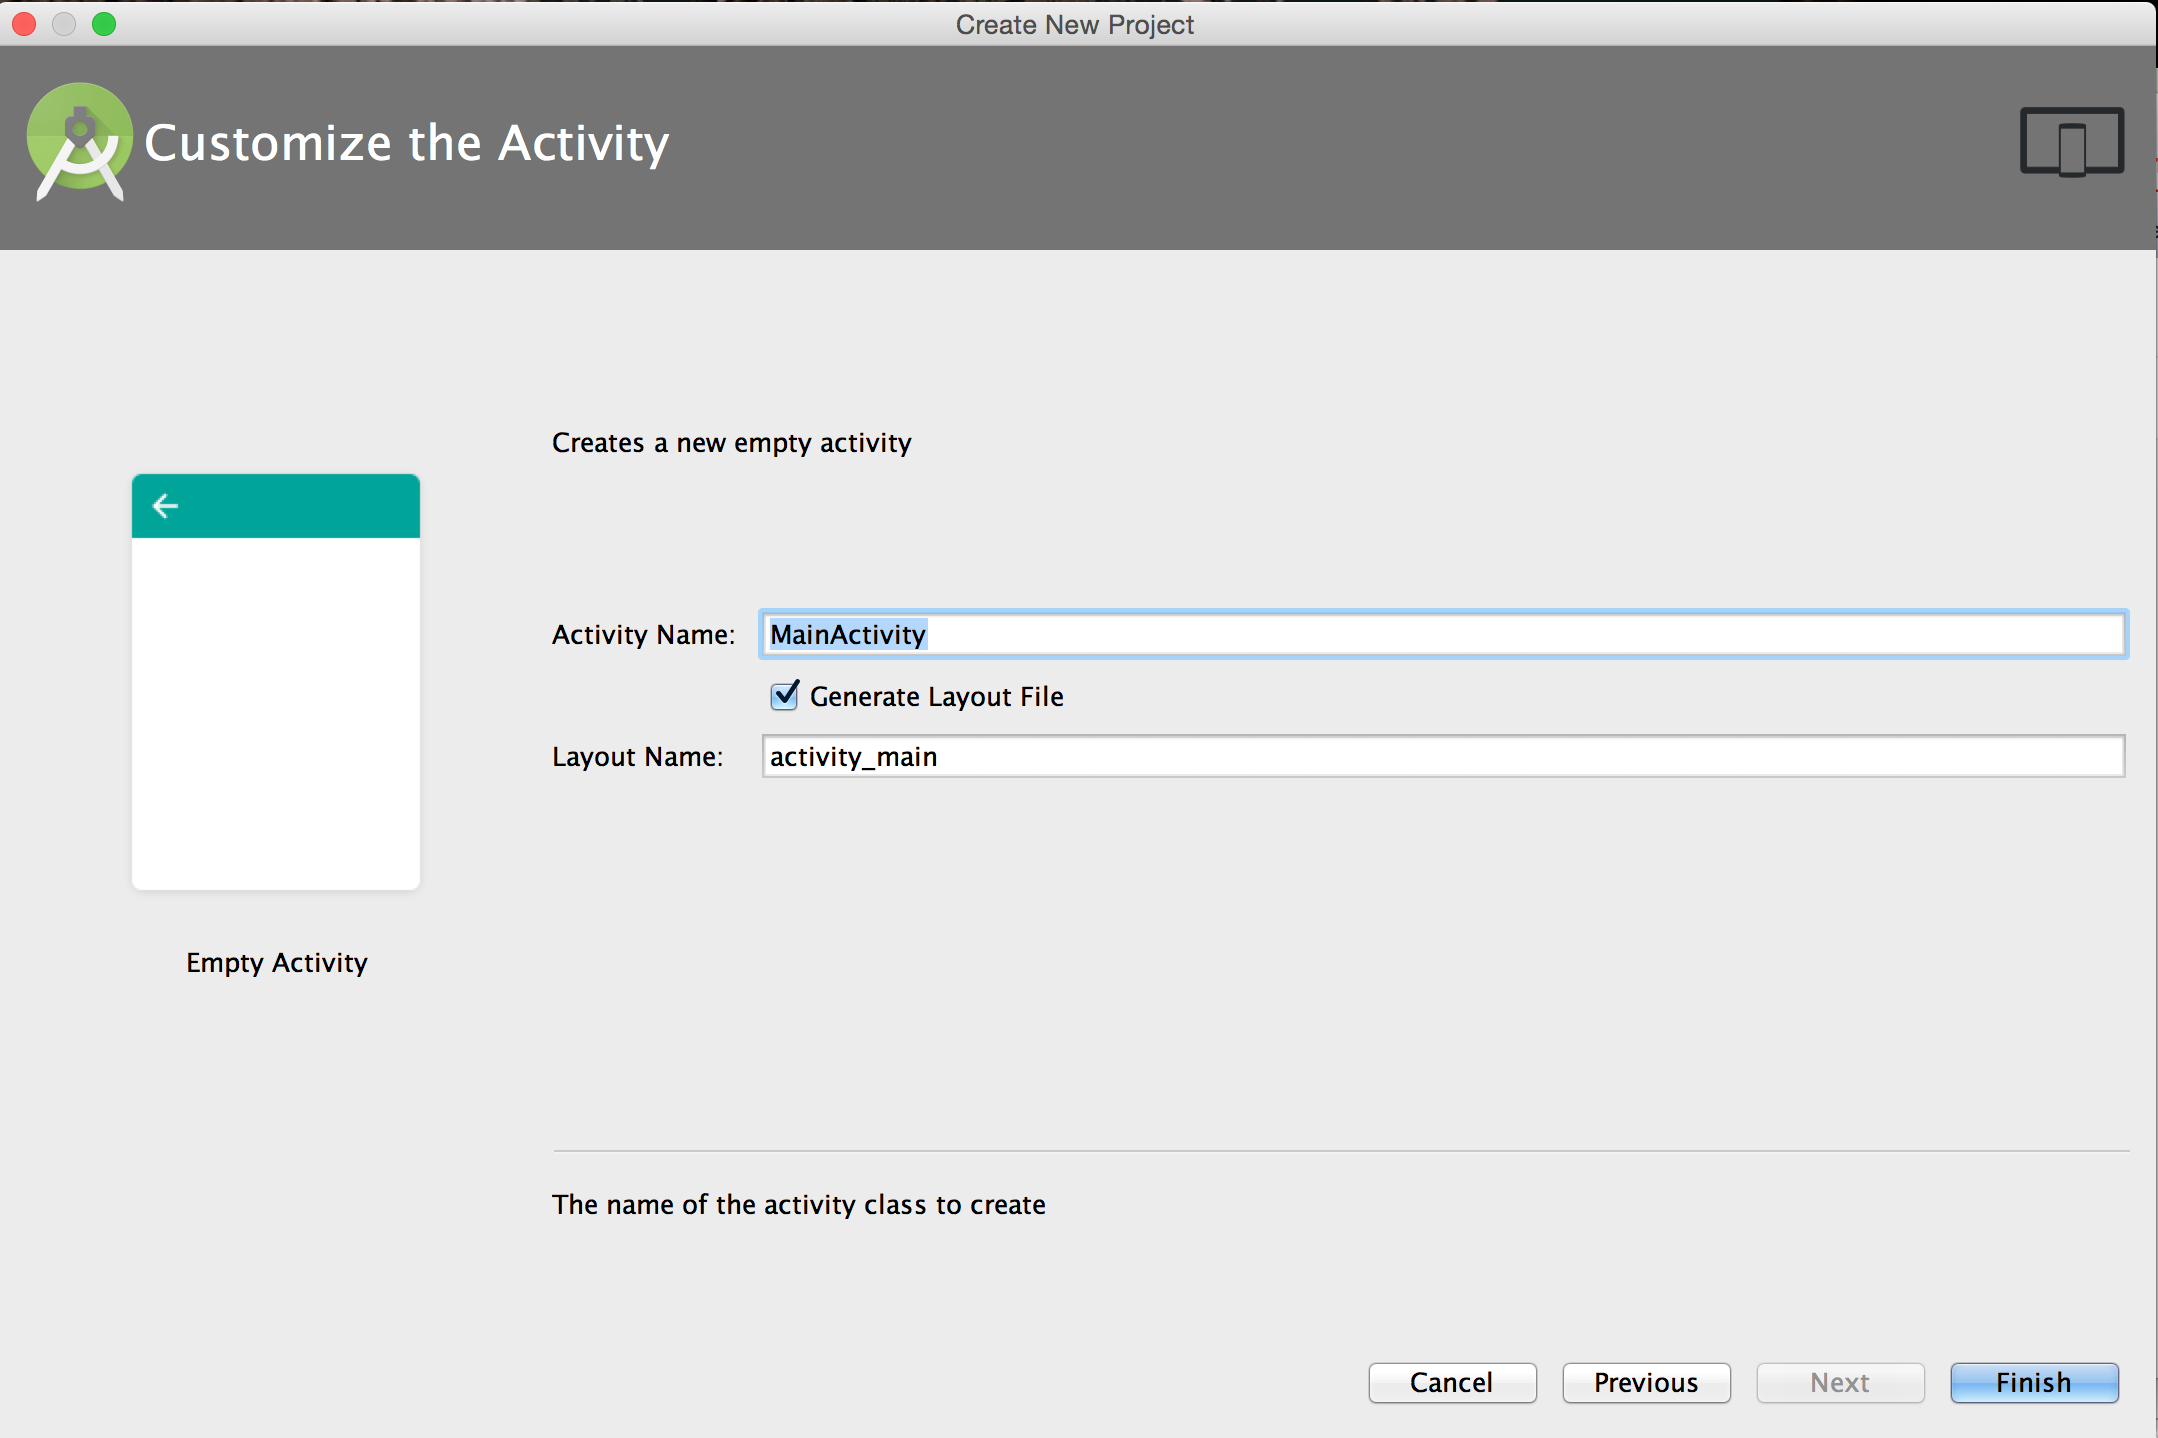 Create New Project
Customize the Activity
Creates a new empty activity
Activity Name: MainActivity
Generate Layout File
Layout Name: activity_main
Empty Activity
The name of the activity class to create
Cancel Previous Next Finish